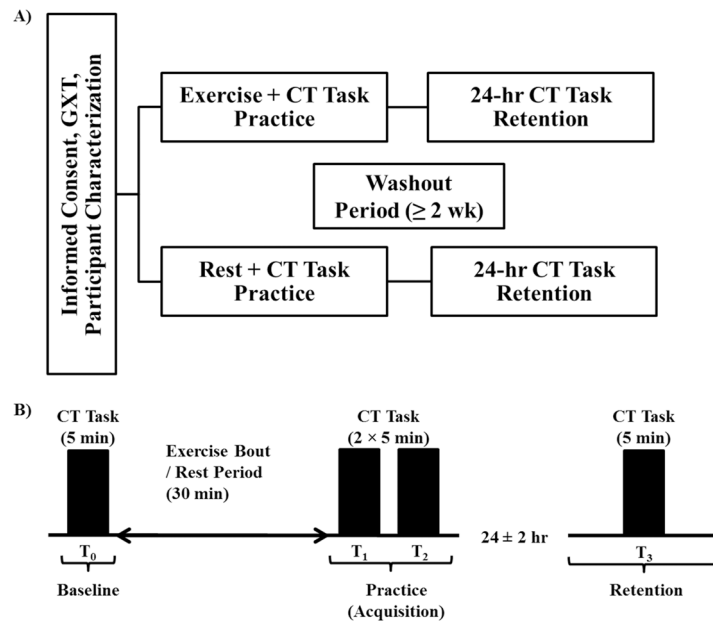 A)
Informed Consent, GXT,
Participant Characterization
Exercise + CT Task
Practice
24-hr CT Task
Retention
Washout
Period (≥ 2 wk)
Rest + CT Task
Practice
24-hr CT Task
Retention
B)
CT Task
(5 min)
Exercise Bout
/ Rest Period
(30 min)
CT Task
(2 × 5 min)
CT Task
(5 min)
24 ± 2 hr
T0
T1
T2
T3
Baseline
Practice
(Acquisition)
Retention